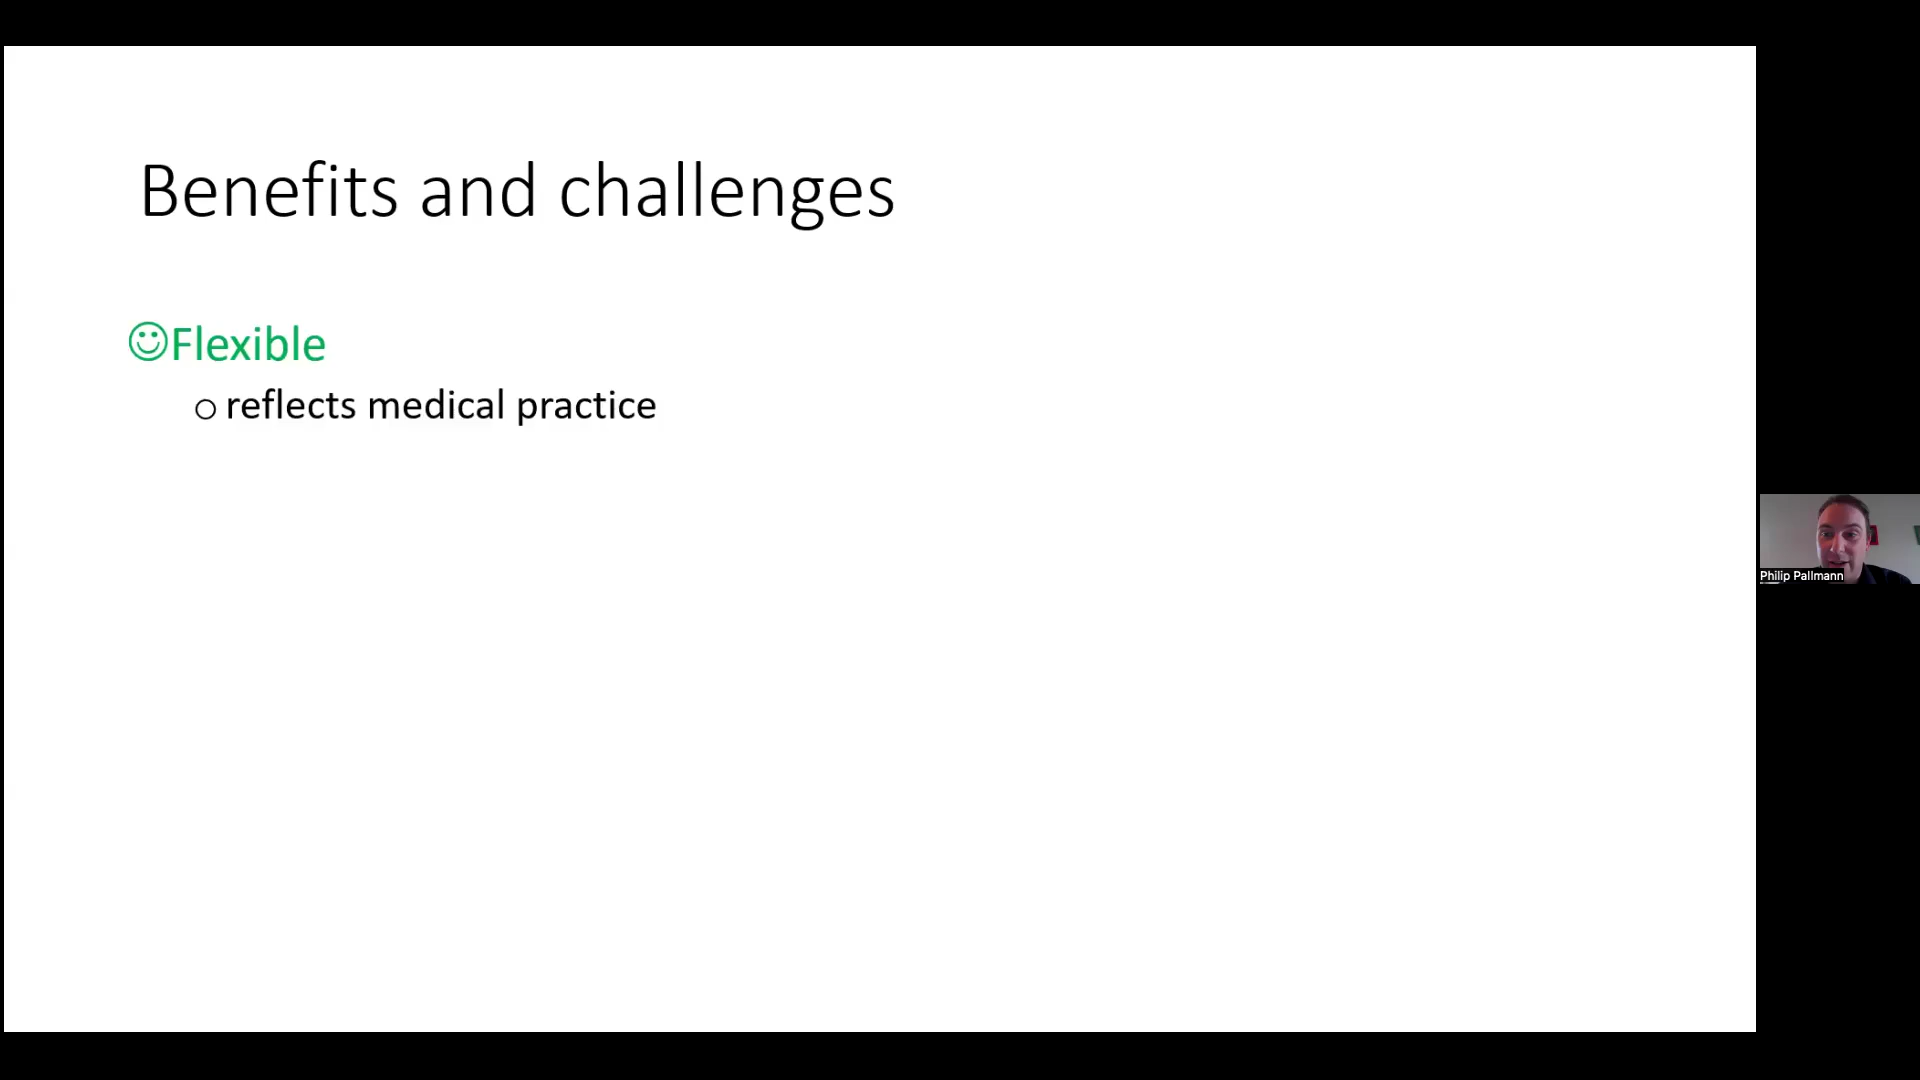 Benefits and challenges
Flexible
reflects medical practice
Philip Pallmann